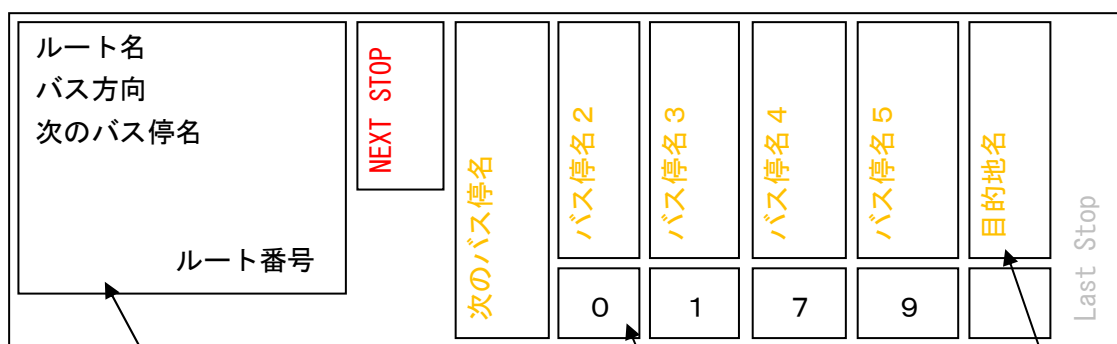 ルート名
バス方向
次のバス停名
ルート番号
NEXT STOP
次のバス停名
バス停名２
バス停名３
バス停名４
バス停名５
目的地名
Last Stop
０
１
７
９